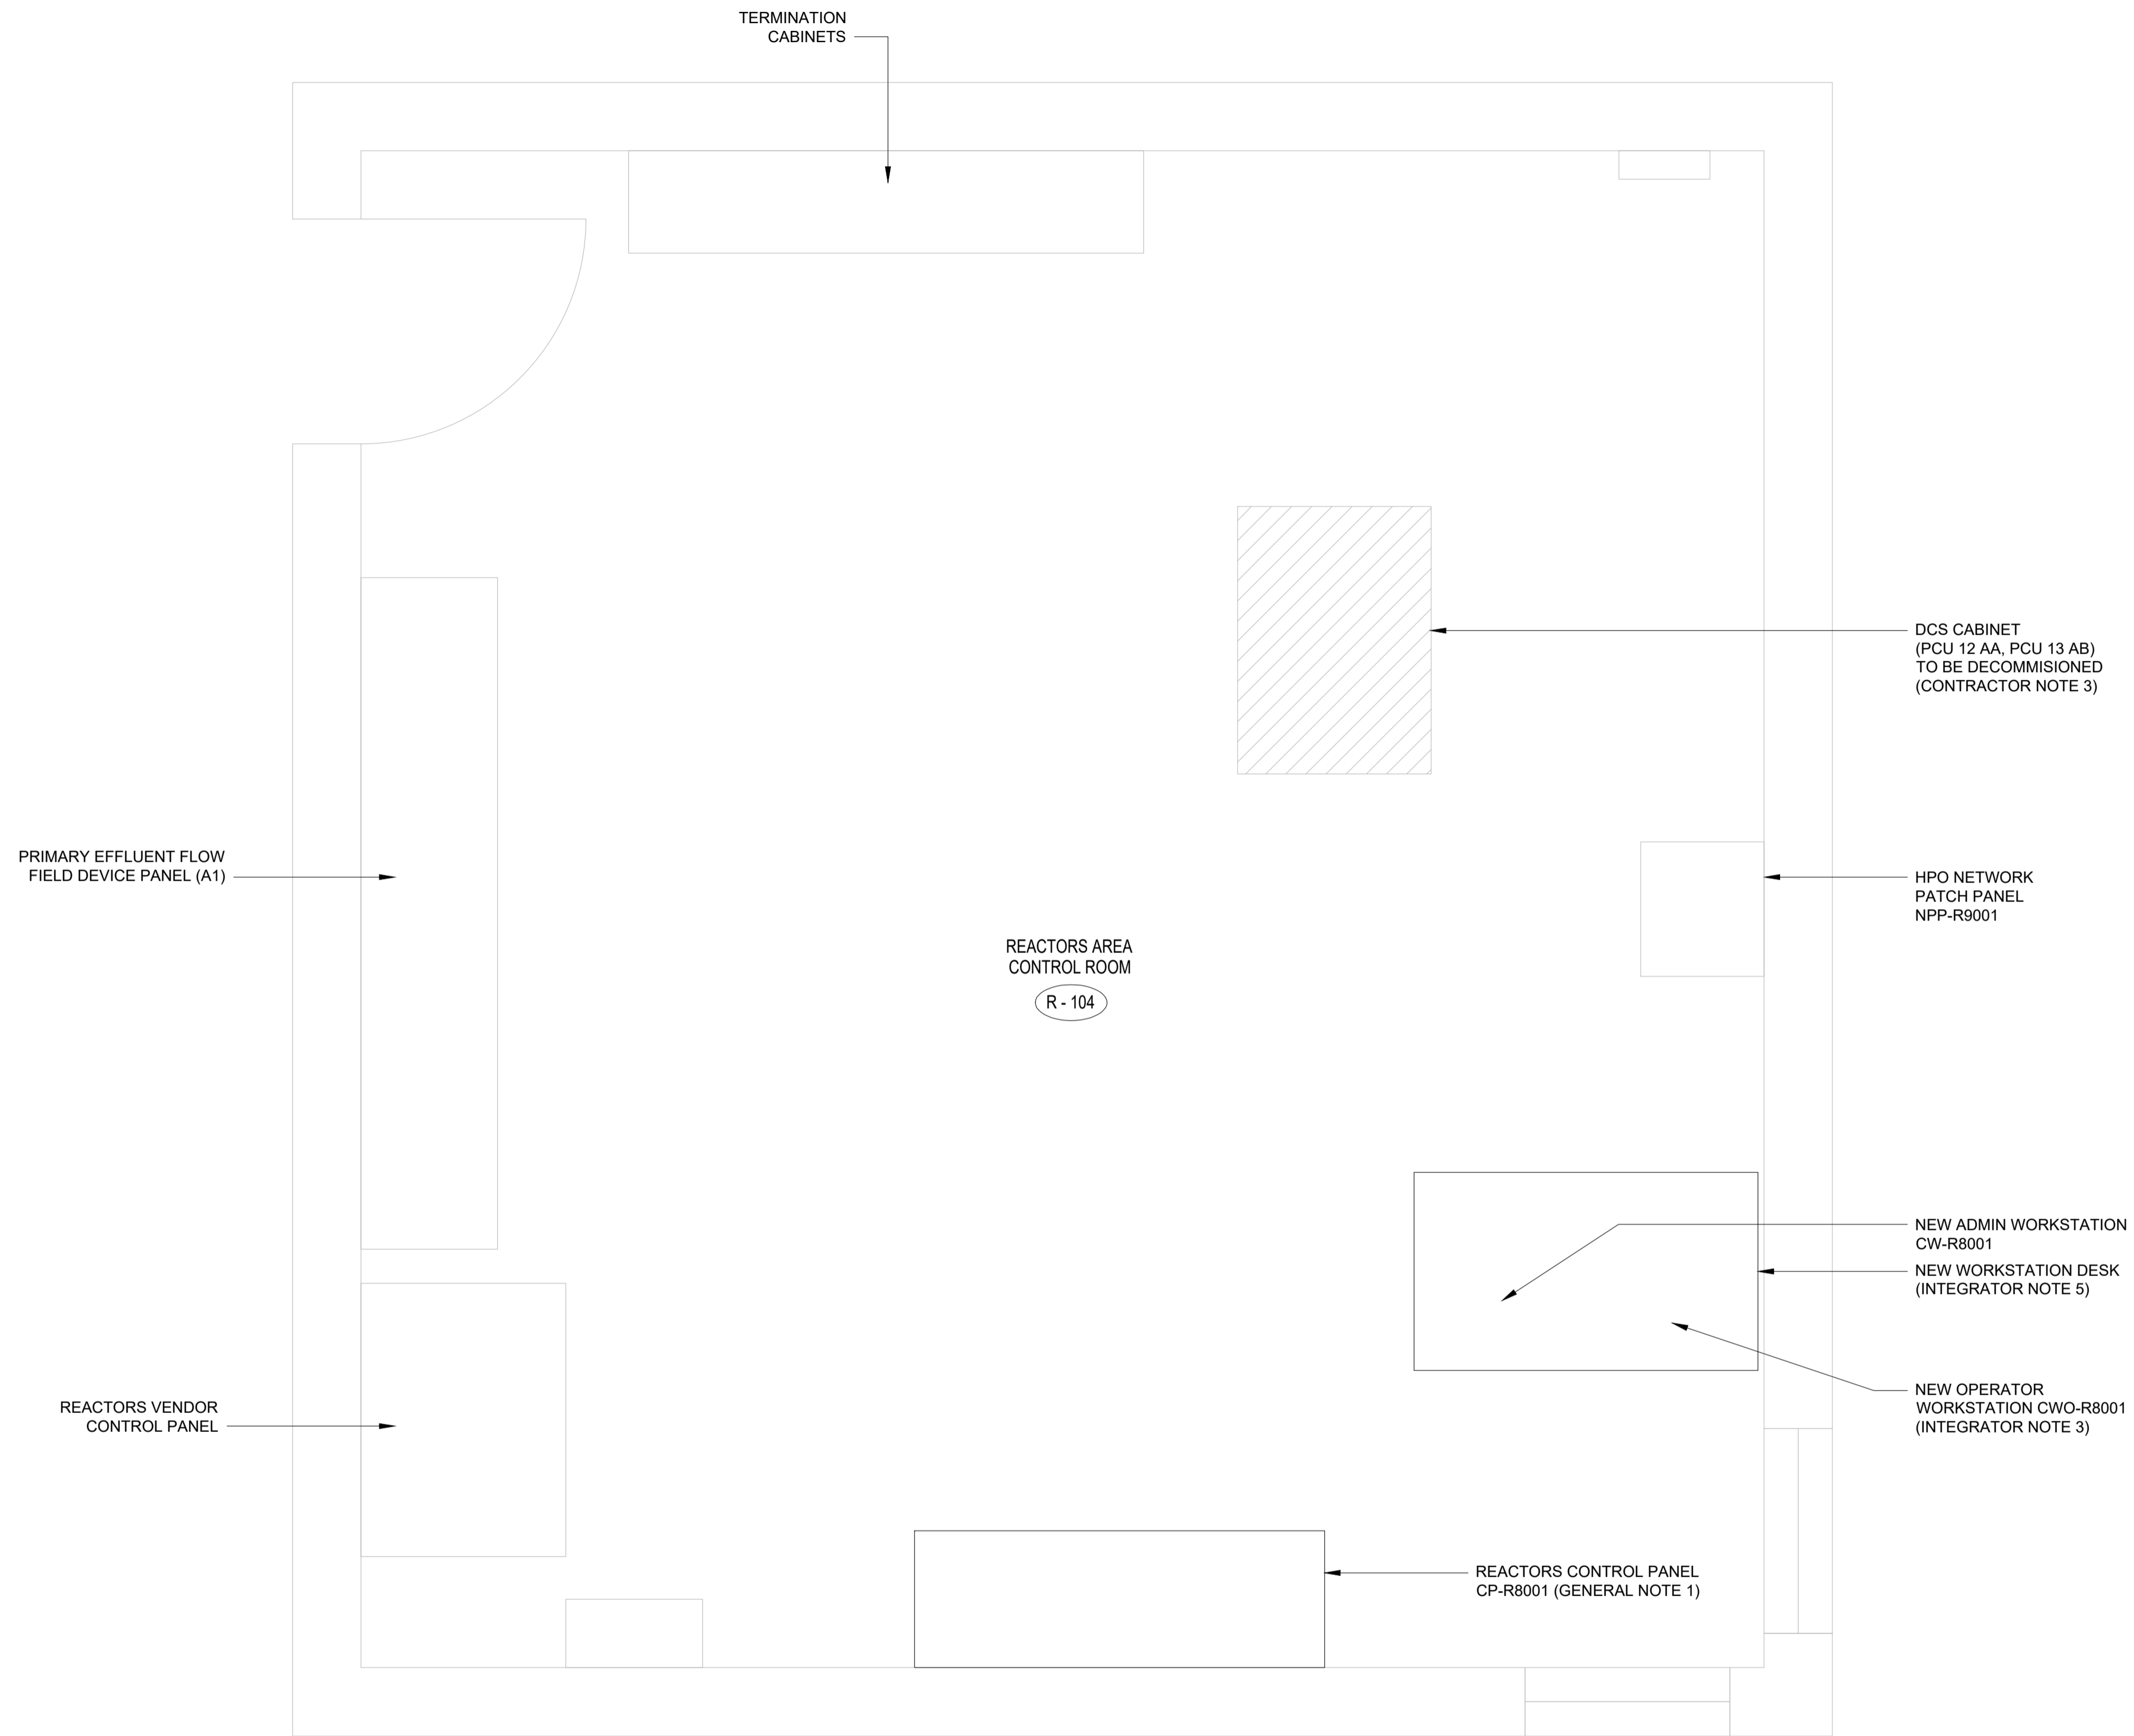 TERMINATION
CABINETS
DCS CABINET
(PCU 12 AA, PCU 13 AB)
TO BE DECOMMISIONED
(CONTRACTOR NOTE 3)
PRIMARY EFFLUENT FLOW
FIELD DEVICE PANEL (A1)
HPO NETWORK
PATCH PANEL
NPP-R9001
REACTORS AREA
CONTROL ROOM
R - 104
NEW ADMIN WORKSTATION
CW-R8001
NEW WORKSTATION DESK
(INTEGRATOR NOTE 5)
NEW OPERATOR
WORKSTATION CWO-R8001
(INTEGRATOR NOTE 3)
REACTORS VENDOR
CONTROL PANEL
REACTORS CONTROL PANEL
CP-R8001 (GENERAL NOTE 1)